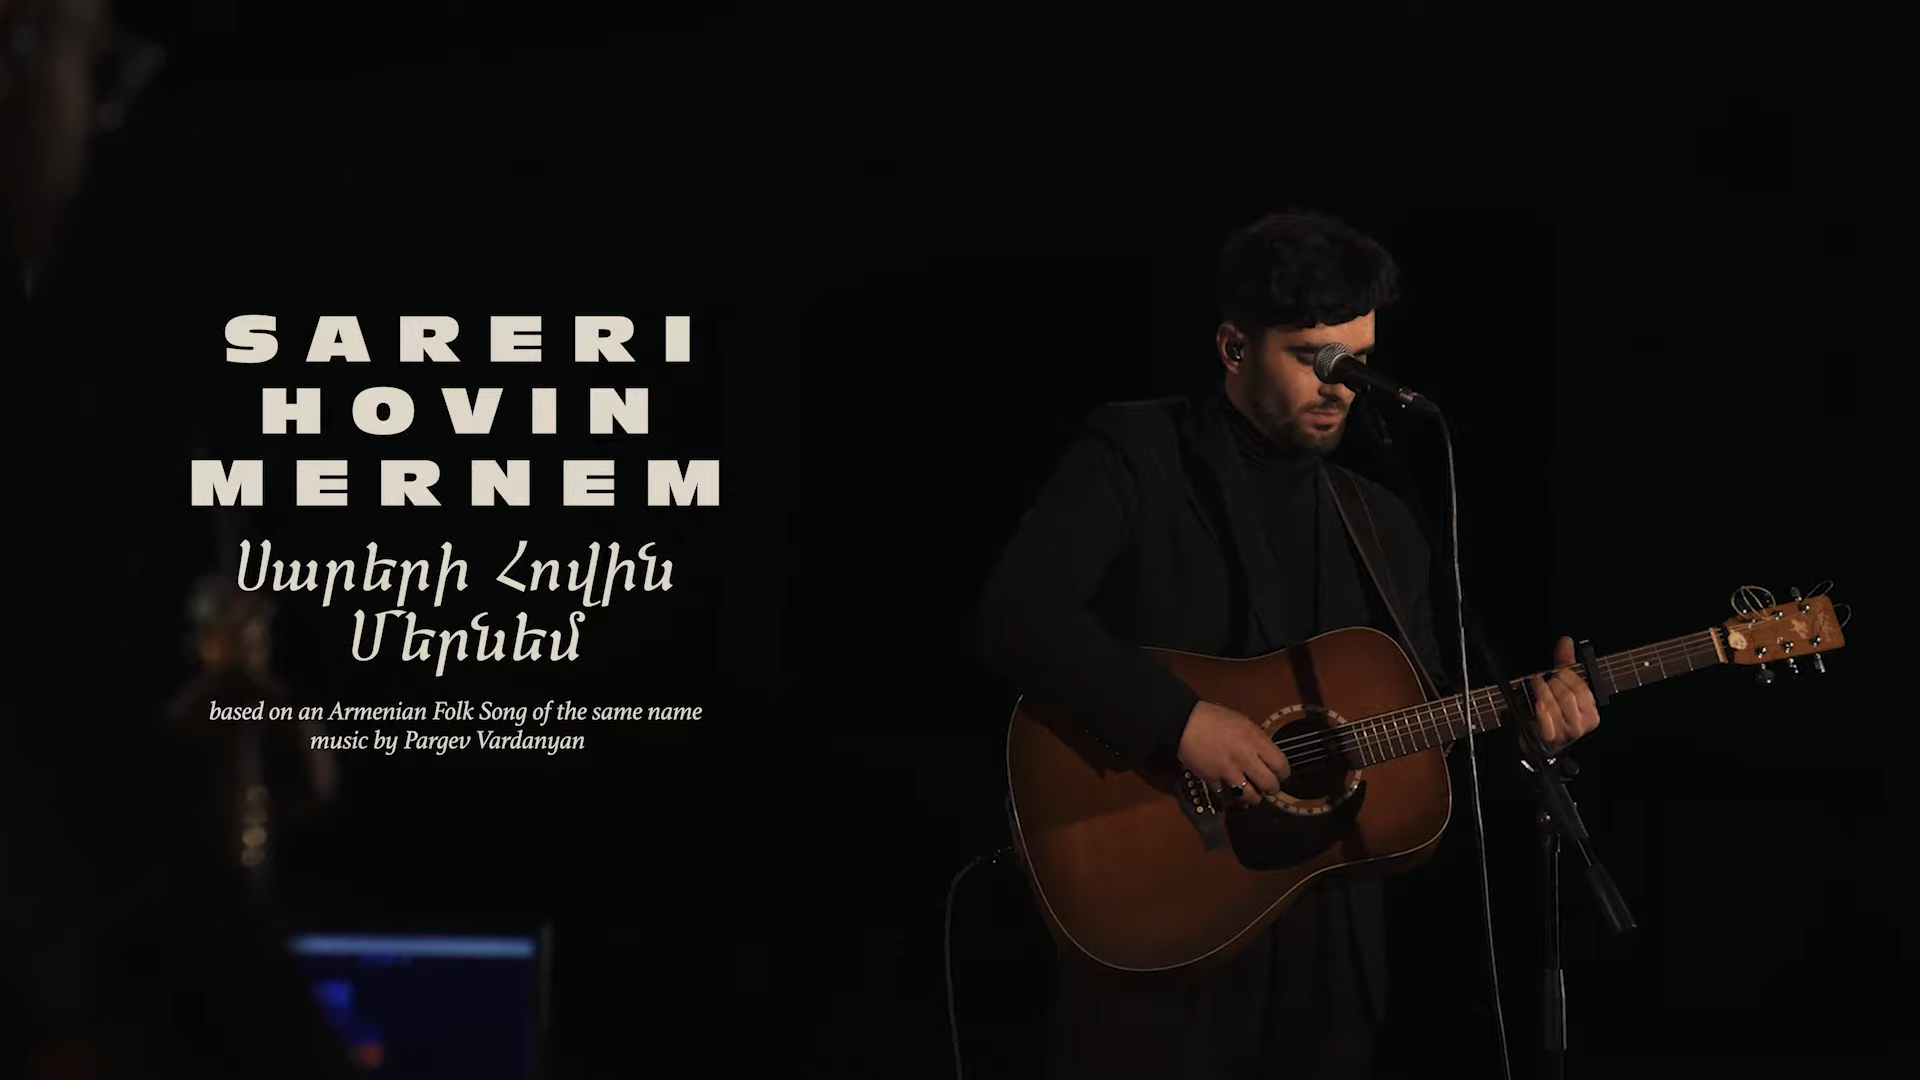 SARERI
HOVIN
MERNEM
Սարերի Հովին
Մերնեմ
based on an Armenian Folk Song of the same name
music by Pargev Vardanyan